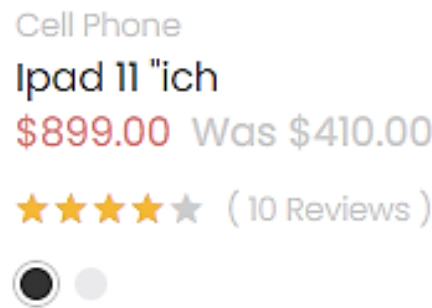 Cell Phone
Ipad 11 "ich
$899.00 Was $410.00
( 10 Reviews )